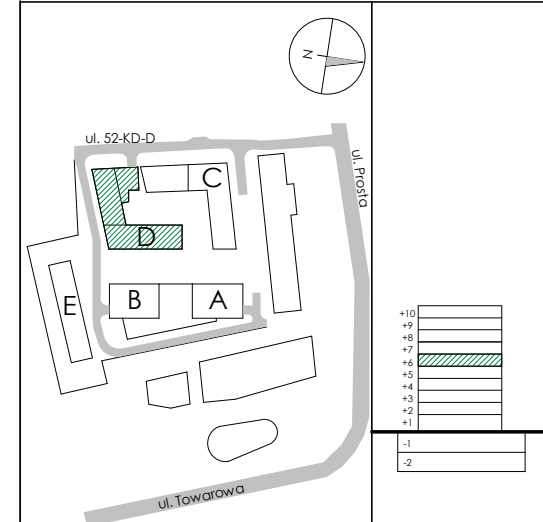 N
ul. 52-KD-D
ul. Prosta
C
D
E
B
A
ul. Towarowa
+10
+9
+8
+7
+6
+5
+4
+3
+2
+1
-1
-2